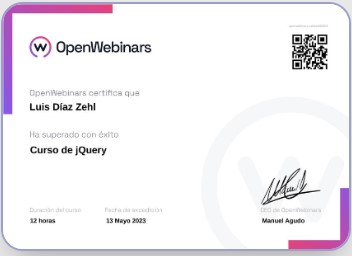 OpenWebinars
OpenWebinars certifica que
Luis Díaz Zehl
Ha superado con éxito
Curso de jQuery
Duración del curso
Fecha de expedición
CEO de OpenWebinars
12 horas
13 Mayo 2023
Manuel Agudo